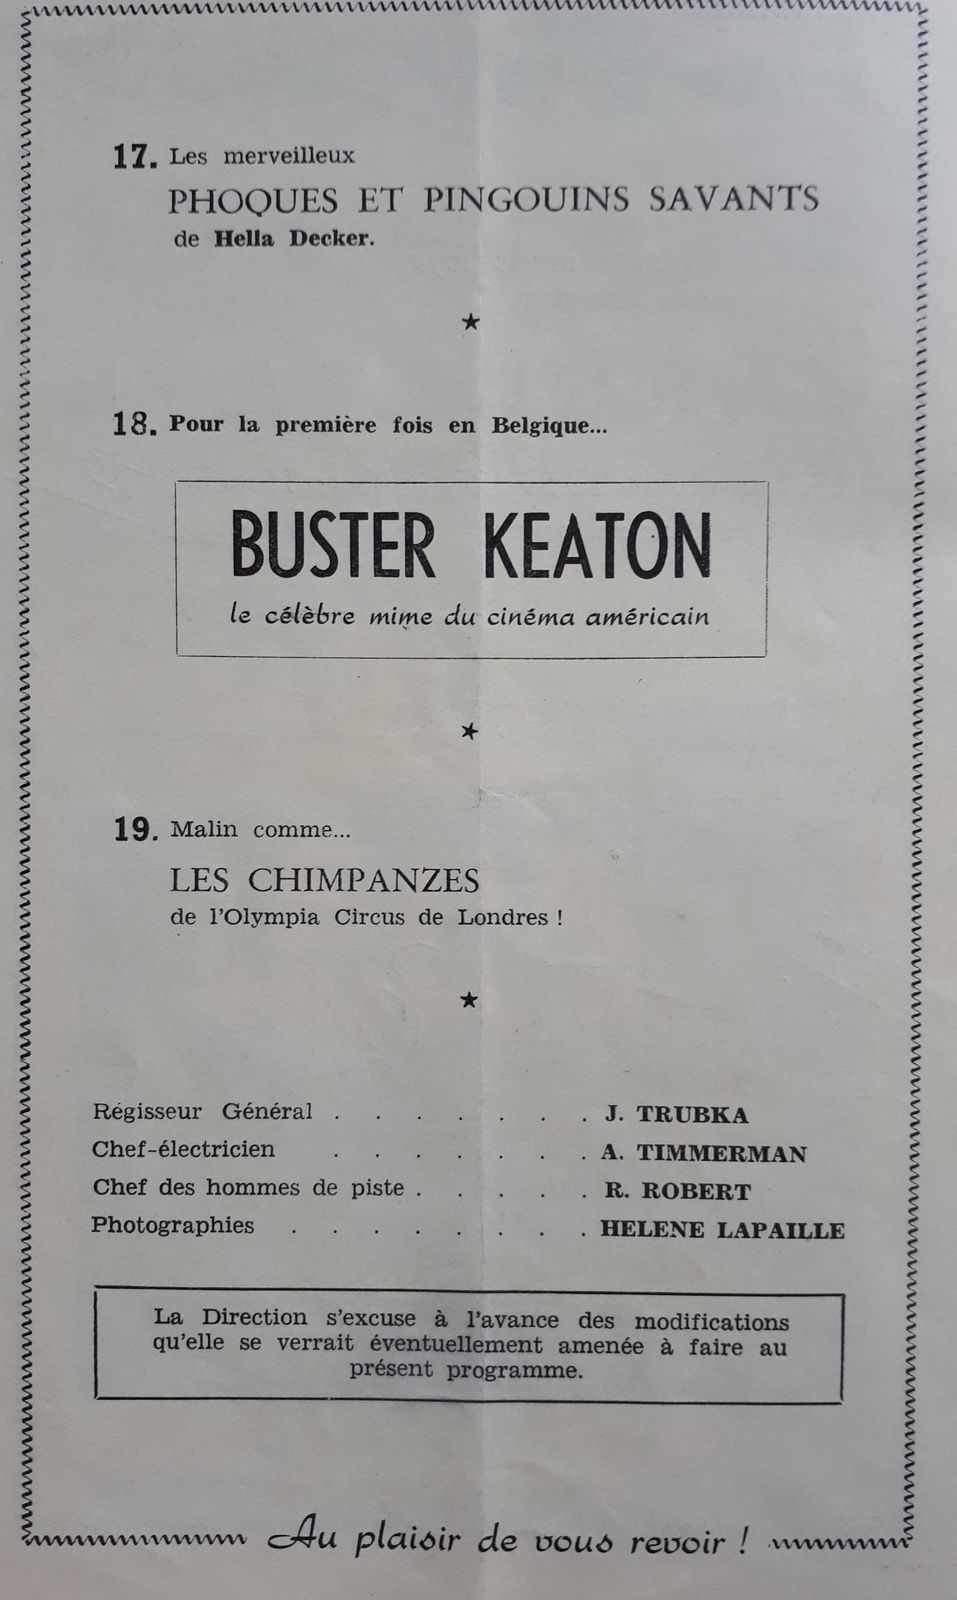 17. Les merveilleux
PHOQUES ET PINGOUINS SAVANTS
de Hella Decker.
18. Pour la première fois en Belgique...
BUSTER KEATON
le célèbre mime du cinéma américain
19. Malin comme...
LES CHIMPANZES
de l'Olympia Circus de Londres !
Régisseur Général . . . . . . . J. TRUBKA
Chef-électricien . . . . . . . A. TIMMERMAN
Chef des hommes de piste . . . . . R. ROBERT
Photographies . . . . . . . . HELENE LAPAILLE
La Direction s'excuse à l'avance des modifications
qu'elle se verrait éventuellement amenée à faire au
présent programme.
Au plaisir de vous revoir !